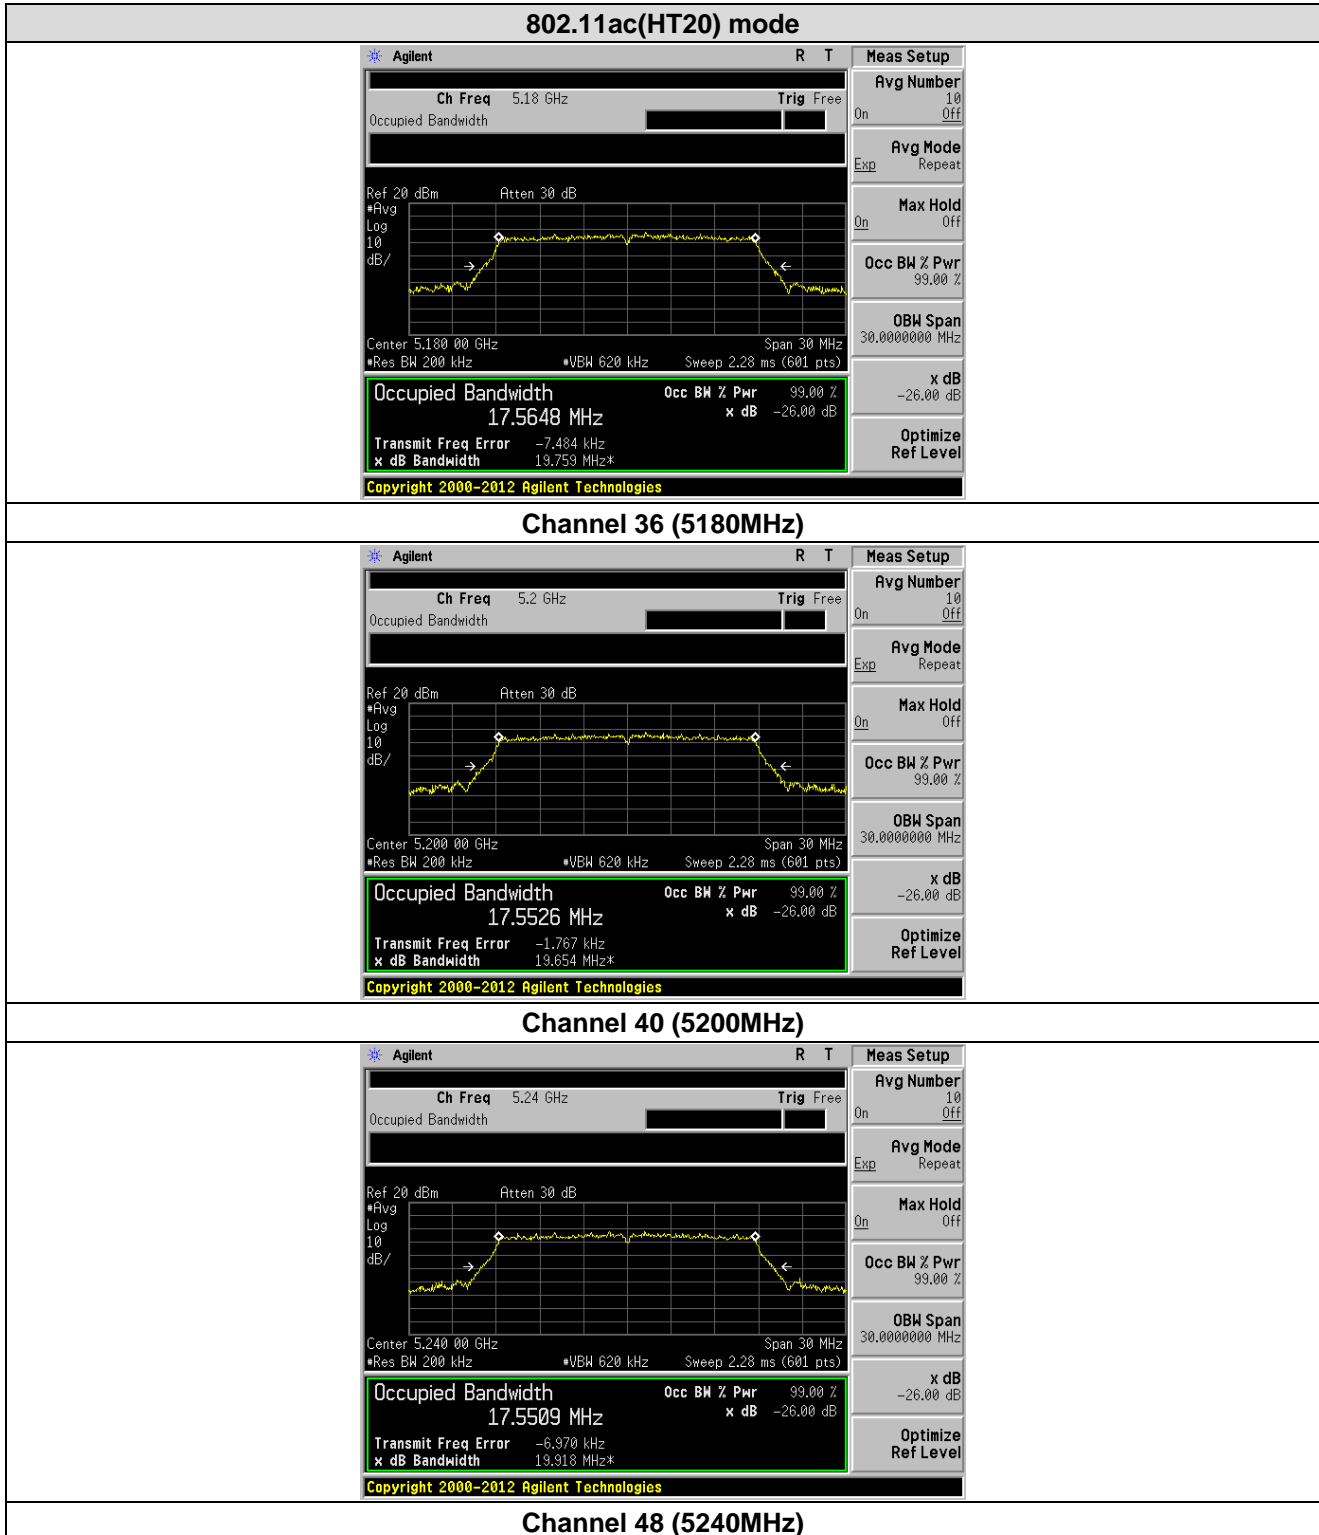 802.11ac(HT20) mode
Agilent R T Meas Setup
Avg Number
10
On Off
Ch Freq 5.18 GHz Trig Free
Occupied Bandwidth
Avg Mode
Exp Repeat
Ref 20 dBm Atten 30 dB
#Avg
Log
10
dB/
Max Hold
On Off
Occ BW % Pwr
99.00 %
OBW Span
30.0000000 MHz
Center 5.180 00 GHz Span 30 MHz
#Res BW 200 kHz #VBW 620 kHz Sweep 2.28 ms (601 pts)
x dB
-26.00 dB
Occupied Bandwidth Occ BW % Pwr 99.00 %
17.5648 MHz x dB -26.00 dB
Transmit Freq Error -7.484 kHz
x dB Bandwidth 19.759 MHz*
Optimize
Ref Level
Copyright 2000-2012 Agilent Technologies
Channel 36 (5180MHz)
Agilent R T Meas Setup
Avg Number
10
On Off
Ch Freq 5.2 GHz Trig Free
Occupied Bandwidth
Avg Mode
Exp Repeat
Ref 20 dBm Atten 30 dB
#Avg
Log
10
dB/
Max Hold
On Off
Occ BW % Pwr
99.00 %
OBW Span
30.0000000 MHz
Center 5.200 00 GHz Span 30 MHz
#Res BW 200 kHz #VBW 620 kHz Sweep 2.28 ms (601 pts)
x dB
-26.00 dB
Occupied Bandwidth Occ BW % Pwr 99.00 %
17.5526 MHz x dB -26.00 dB
Transmit Freq Error -1.767 kHz
x dB Bandwidth 19.654 MHz*
Optimize
Ref Level
Copyright 2000-2012 Agilent Technologies
Channel 40 (5200MHz)
Agilent R T Meas Setup
Avg Number
10
On Off
Ch Freq 5.24 GHz Trig Free
Occupied Bandwidth
Avg Mode
Exp Repeat
Ref 20 dBm Atten 30 dB
#Avg
Log
10
dB/
Max Hold
On Off
Occ BW % Pwr
99.00 %
OBW Span
30.0000000 MHz
Center 5.240 00 GHz Span 30 MHz
#Res BW 200 kHz #VBW 620 kHz Sweep 2.28 ms (601 pts)
x dB
-26.00 dB
Occupied Bandwidth Occ BW % Pwr 99.00 %
17.5509 MHz x dB -26.00 dB
Transmit Freq Error -6.970 kHz
x dB Bandwidth 19.918 MHz*
Optimize
Ref Level
Copyright 2000-2012 Agilent Technologies
Channel 48 (5240MHz)